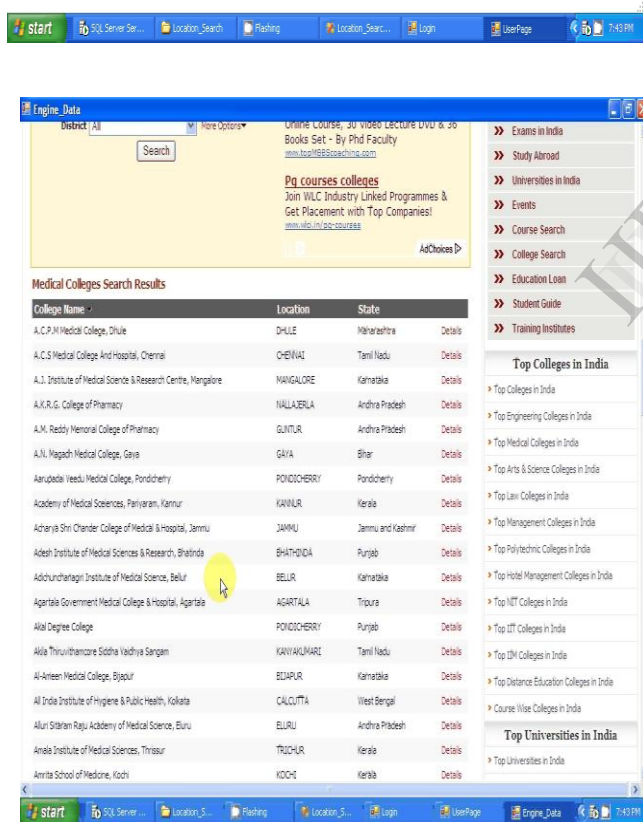 start SQL Server Ser... Location_Search Flashing Location_Searc... Login UserPage 7:43 PM
Engine_Data
District All More Options
Search
Online Course, 30 Video Lecture DVD & 36
Books Set - By Phd Faculty
Pg courses colleges
Join WLC Industry Linked Programmes &
Get Placement with Top Companies!
www.wlci.in/pg-courses
AdChoices
Medical Colleges Search Results
College Name Location State
A.C.P.M Medical College, Dhule DHULE Maharashtra Details
A.C.S Medical College And Hospital, Chennai CHENNAI Tamil Nadu Details
A.J. Institute of Medical Science & Research Centre, Mangalore MANGALORE Karnataka Details
A.K.R.G. College of Pharmacy NALLAJERLA Andhra Pradesh Details
A.M. Reddy Memorial College of Pharmacy GUNTUR Andhra Pradesh Details
A.N. Magadh Medical College, Gaya GAYA Bihar Details
Aarupadai Veedu Medical College, Pondicherry PONDICHERRY Pondicherry Details
Academy of Medical Sceiences, Pariyaram, Kannur KANNUR Kerala Details
Acharya Shri Chander College of Medical & Hospital, Jammu JAMMU Jammu and Kashmir Details
Adesh Institute of Medical Sciences & Research, Bhatinda BHATHINDA Punjab Details
Adichunchanagiri Institute of Medical Science, Bellur BELLUR Karnataka Details
Agartala Government Medical College & Hospital, Agartala AGARTALA Tripura Details
Akal Degree College PONDICHERRY Punjab Details
Akila Thiruvithamcore Siddha Vaidhya Sangam KANYAKUMARI Tamil Nadu Details
Al-Ameen Medical College, Bijapur BIJAPUR Karnataka Details
All India Institute of Hygiene & Public Health, Kolkata CALCUTTA West Bengal Details
Alluri Sitaram Raju Academy of Medical Science, Eluru ELURU Andhra Pradesh Details
Amala Institute of Medical Sciences, Thrissur TRICHUR Kerala Details
Amrita School of Medicine, Kochi KOCHI Kerala Details
Exams in India
Study Abroad
Universities in India
Events
Course Search
College Search
Education Loan
Student Guide
Training Institutes
Top Colleges in India
Top Colleges in India
Top Engineering Colleges in India
Top Medical Colleges in India
Top Arts & Science Colleges in India
Top Law Colleges in India
Top Management Colleges in India
Top Polytechnic Colleges in India
Top Hotel Management Colleges in India
Top NIT Colleges in India
Top IIT Colleges in India
Top IIM Colleges in India
Top Distance Education Colleges in India
Course Wise Colleges in India
Top Universities in India
Top Universities in India
start SQL Server ... Location_S... Flashing Location_S... Login UserPage Engine_Data 7:43 PM